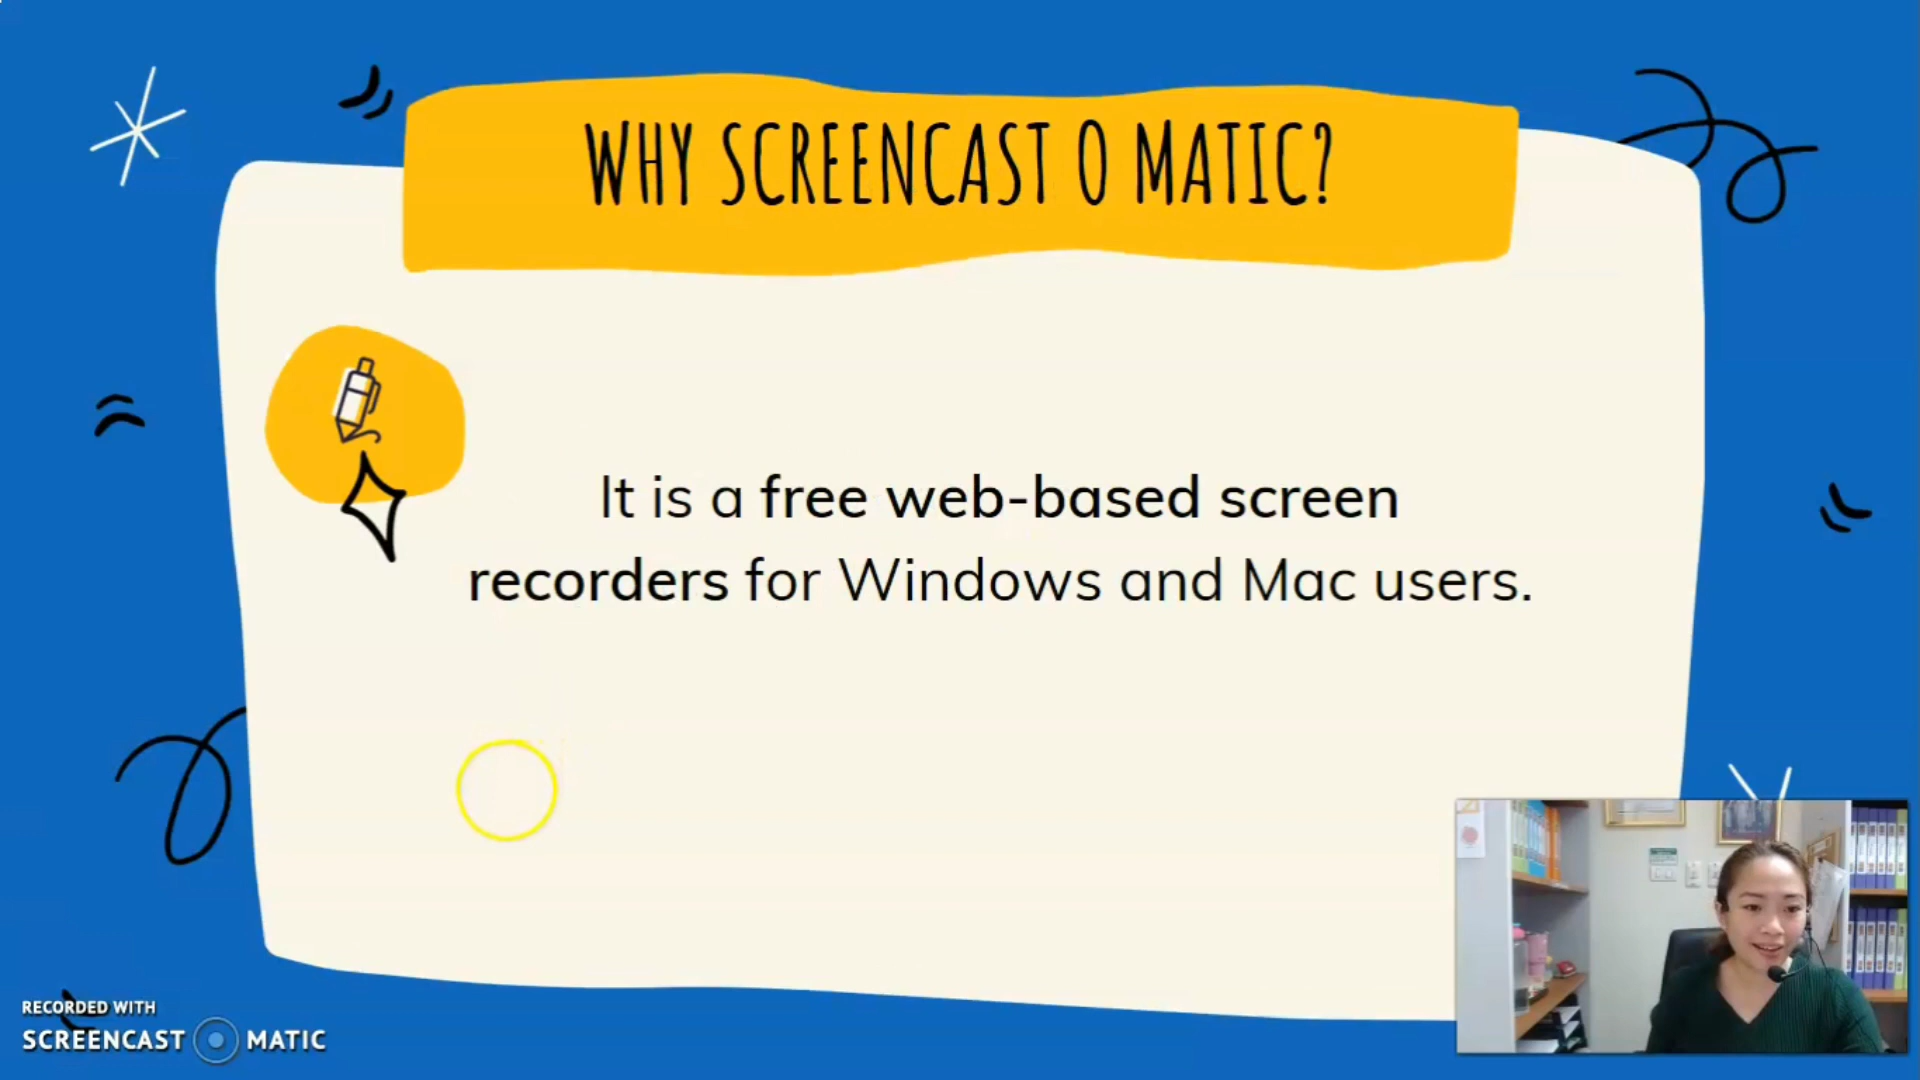 WHY SCREENCAST O MATIC?
It is a free web-based screen
recorders for Windows and Mac users.
RECORDED WITH
SCREENCAST MATIC